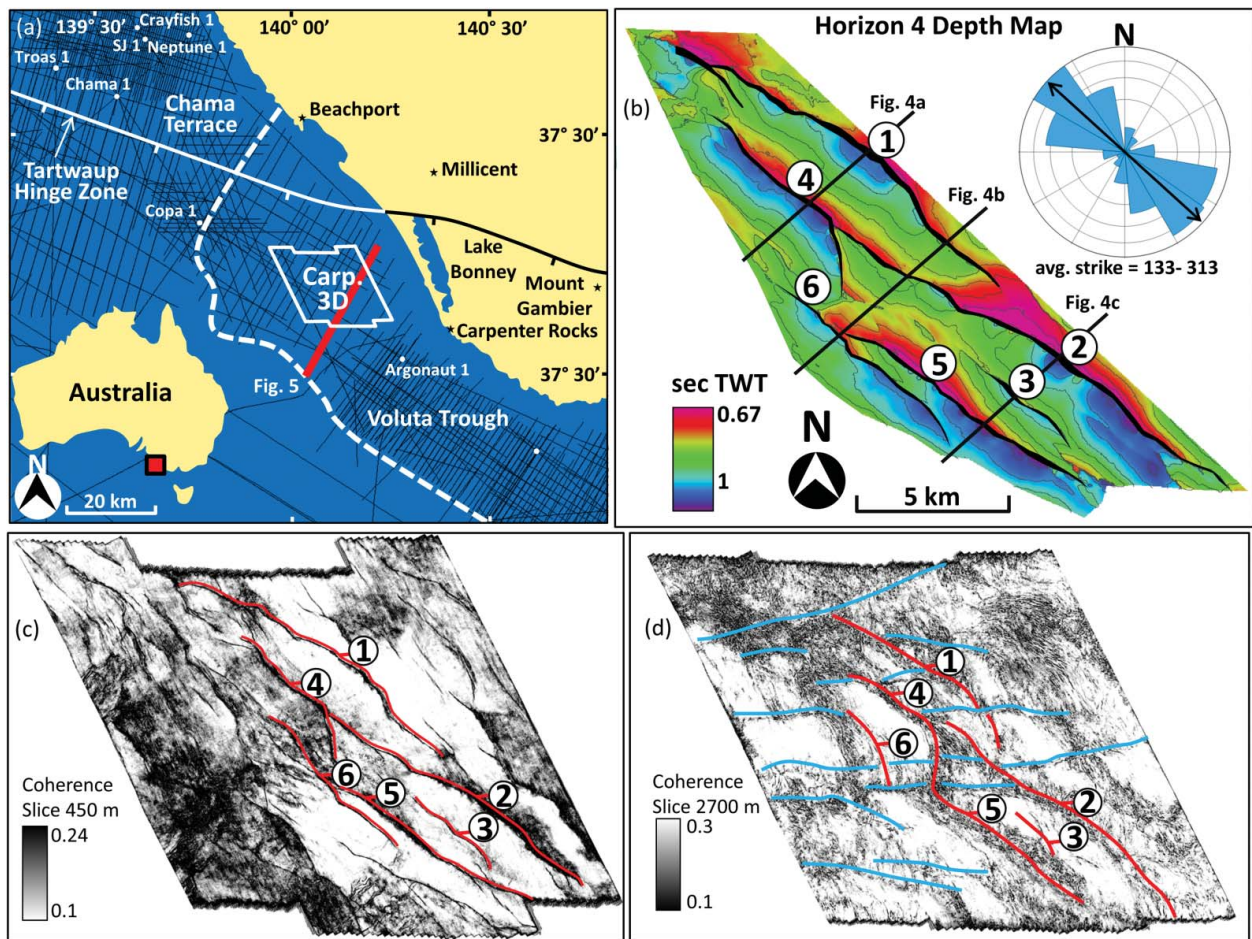 (a)
139° 30'
140° 00'
140° 30'
Crayfish 1
SJ 1
Neptune 1
Troas 1
Chama 1
Chama
Terrace
Beachport
37° 30'
Tartwaup
Hinge Zone
Millicent
Copa 1
Lake
Bonney
Carp.
3D
Mount
Gambier
Carpenter Rocks
Argonaut 1
37° 30'
Fig. 5
Australia
Voluta Trough
N
20 km
Horizon 4 Depth Map
(b)
N
Fig. 4a
1
4
Fig. 4b
avg. strike = 133- 313
6
Fig. 4c
2
5
3
sec TWT
0.67
1
N
5 km
(c)
1
4
6
5
2
3
Coherence
Slice 450 m
0.24
0.1
(d)
1
4
6
5
2
3
Coherence
Slice 2700 m
0.3
0.1